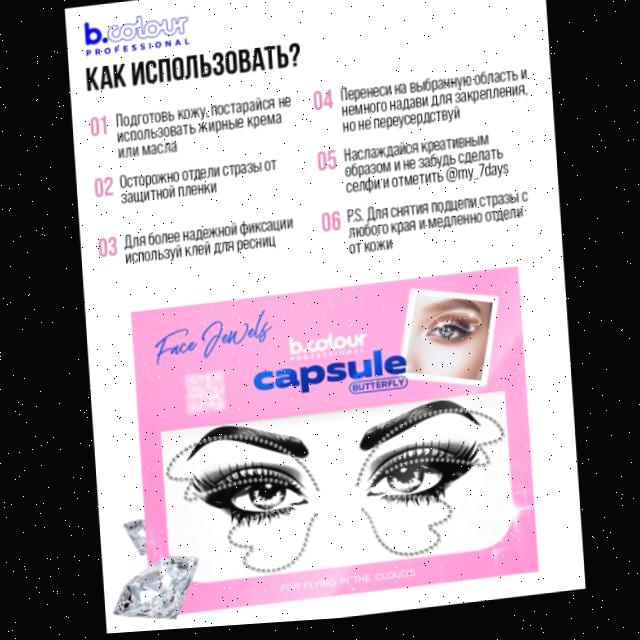 b.colour
PROFESSIONAL
КАК ИСПОЛЬЗОВАТЬ?
01 Подготовь кожу, постарайся не
использовать жирные крема
или масла
02 Осторожно отдели стразы от
защитной пленки
03 Для более надежной фиксации
используй клей для ресниц
04 Перенеси на выбранную область и
немного надави для закрепления,
но не переусердствуй
05 Наслаждайся креативным
образом и не забудь сделать
селфи и отметить @my_7days
06 P.S. Для снятия подцепи стразы с
любого края и медленно отдели
от кожи
Face Jewels
b.colour
PROFESSIONAL
capsule
BUTTERFLY
FOR FLYING IN THE CLOUDS